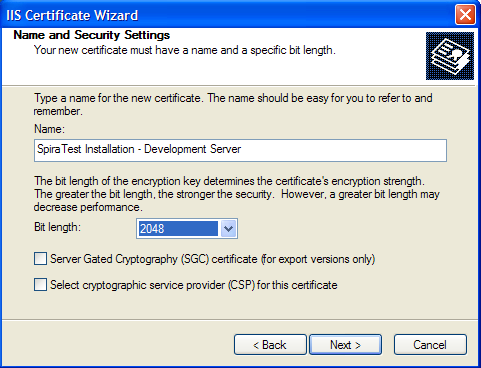 IIS Certificate Wizard
Name and Security Settings
Your new certificate must have a name and a specific bit length.
Type a name for the new certificate. The name should be easy for you to refer to and
remember.
Name:
SpiraTest Installation - Development Server
The bit length of the encryption key determines the certificate's encryption strength.
The greater the bit length, the stronger the security.  However, a greater bit length may
decrease performance.
Bit length:
2048
Server Gated Cryptography (SGC) certificate (for export versions only)
Select cryptographic service provider (CSP) for this certificate
< Back
Next >
Cancel